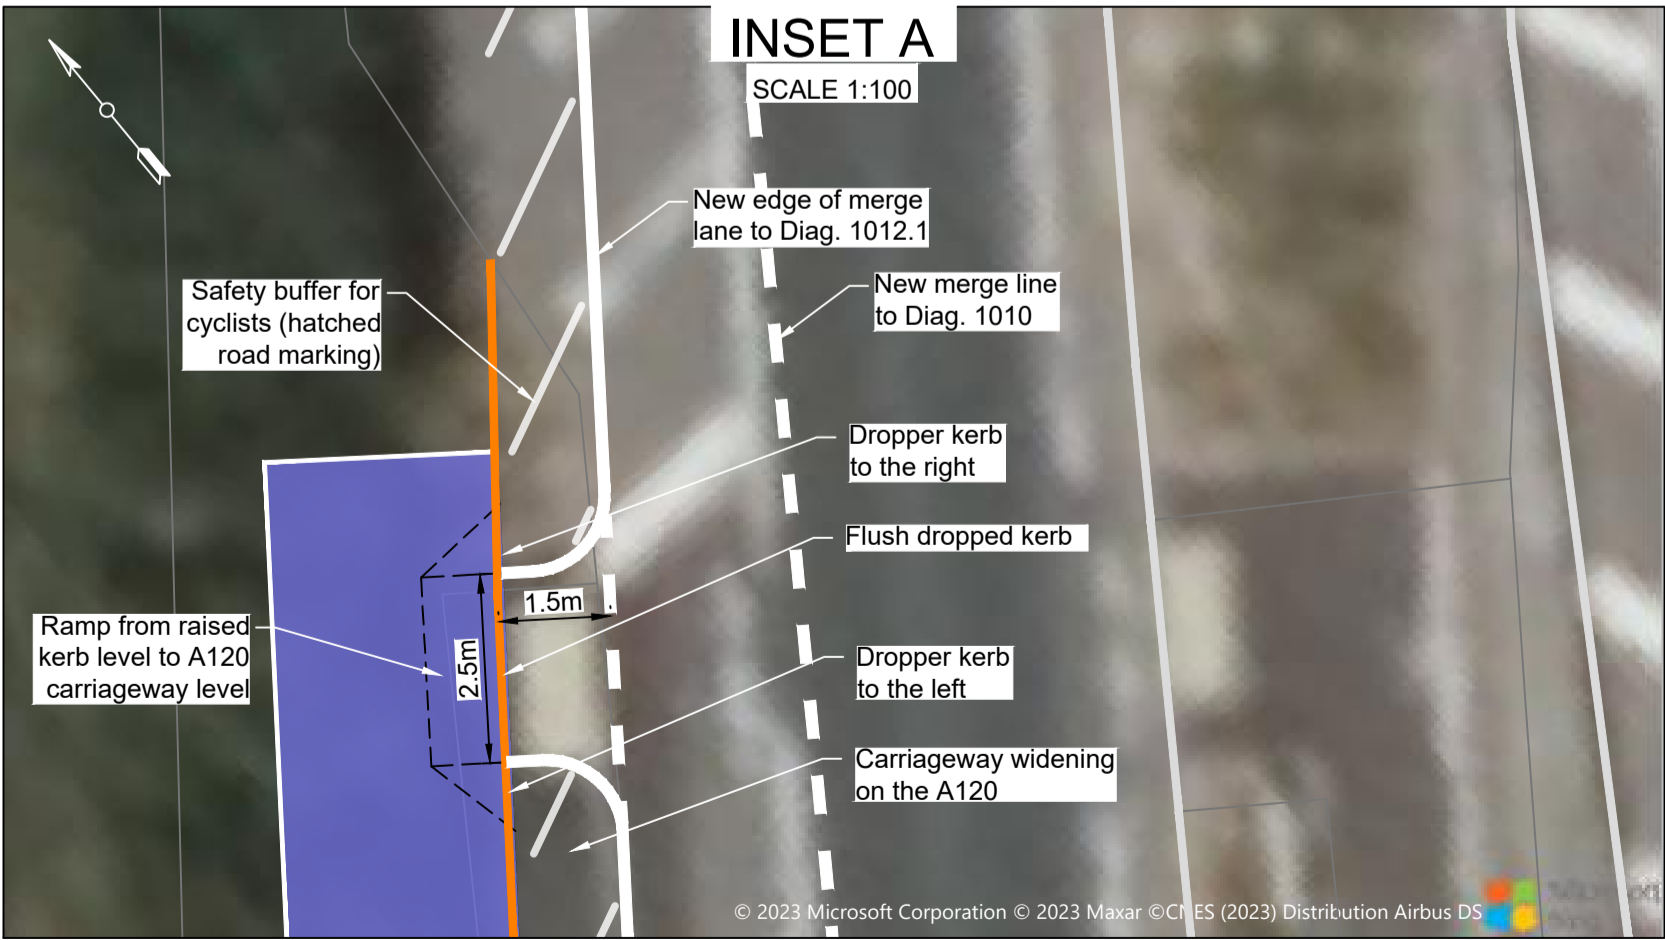 INSET A
SCALE 1:100
New edge of merge
lane to Diag. 1012.1
Safety buffer for
cyclists (hatched
road marking)
New merge line
to Diag. 1010
Dropper kerb
to the right
Flush dropped kerb
1.5m
2.5m
Ramp from raised
kerb level to A120
carriageway level
Dropper kerb
to the left
Carriageway widening
on the A120
© 2023 Microsoft Corporation © 2023 Maxar ©CNES (2023) Distribution Airbus DS